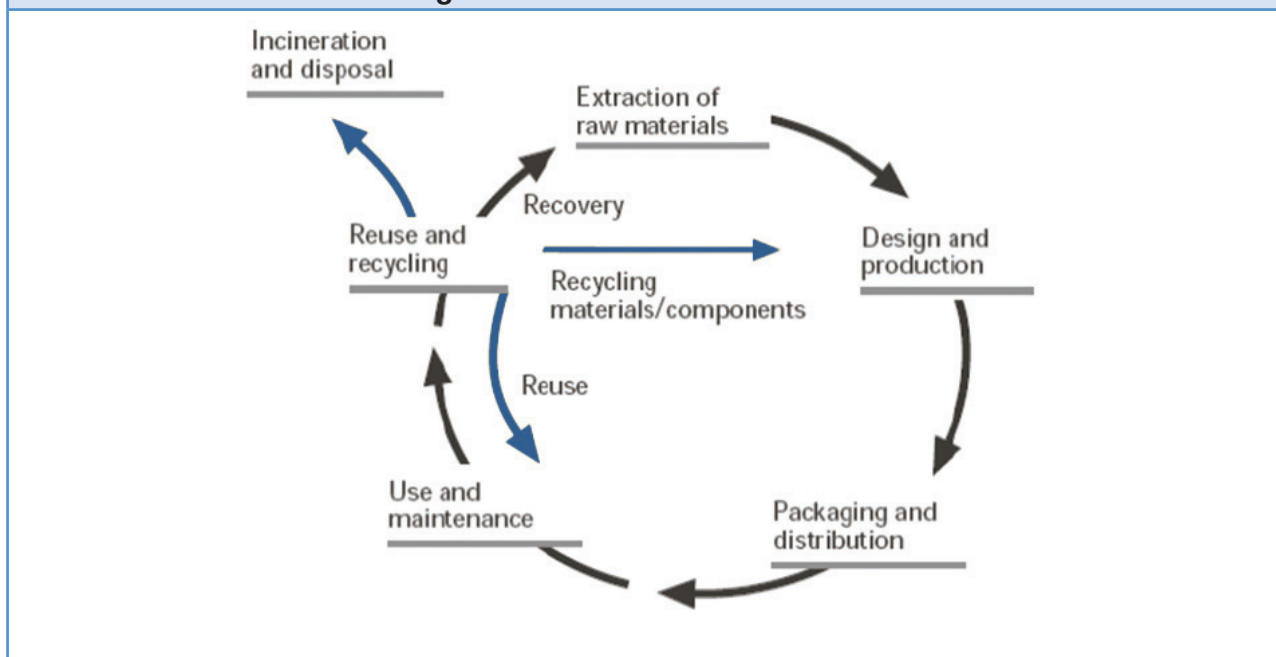 Incineration
and disposal
Extraction of
raw materials
Recovery
Reuse and
recycling
Design and
production
Recycling
materials/components
Reuse
Use and
maintenance
Packaging and
distribution